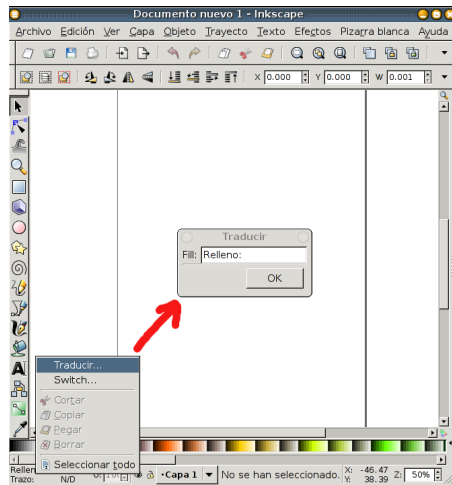 Documento nuevo 1 - Inkscape
Archivo Edición Ver Capa Objeto Trayecto Texto Efectos Pizarra blanca Ayuda
X 0.000 Y 0.000 W 0.001
Traducir
Fill: Relleno:
OK
Traducir...
Switch...
Cortar
Copiar
Pegar
Borrar
Seleccionar todo
Rellen
Trazo: N/D O: •Capa 1 No se han seleccionado. X: -46.47 Y: 38.39 Z: 50%